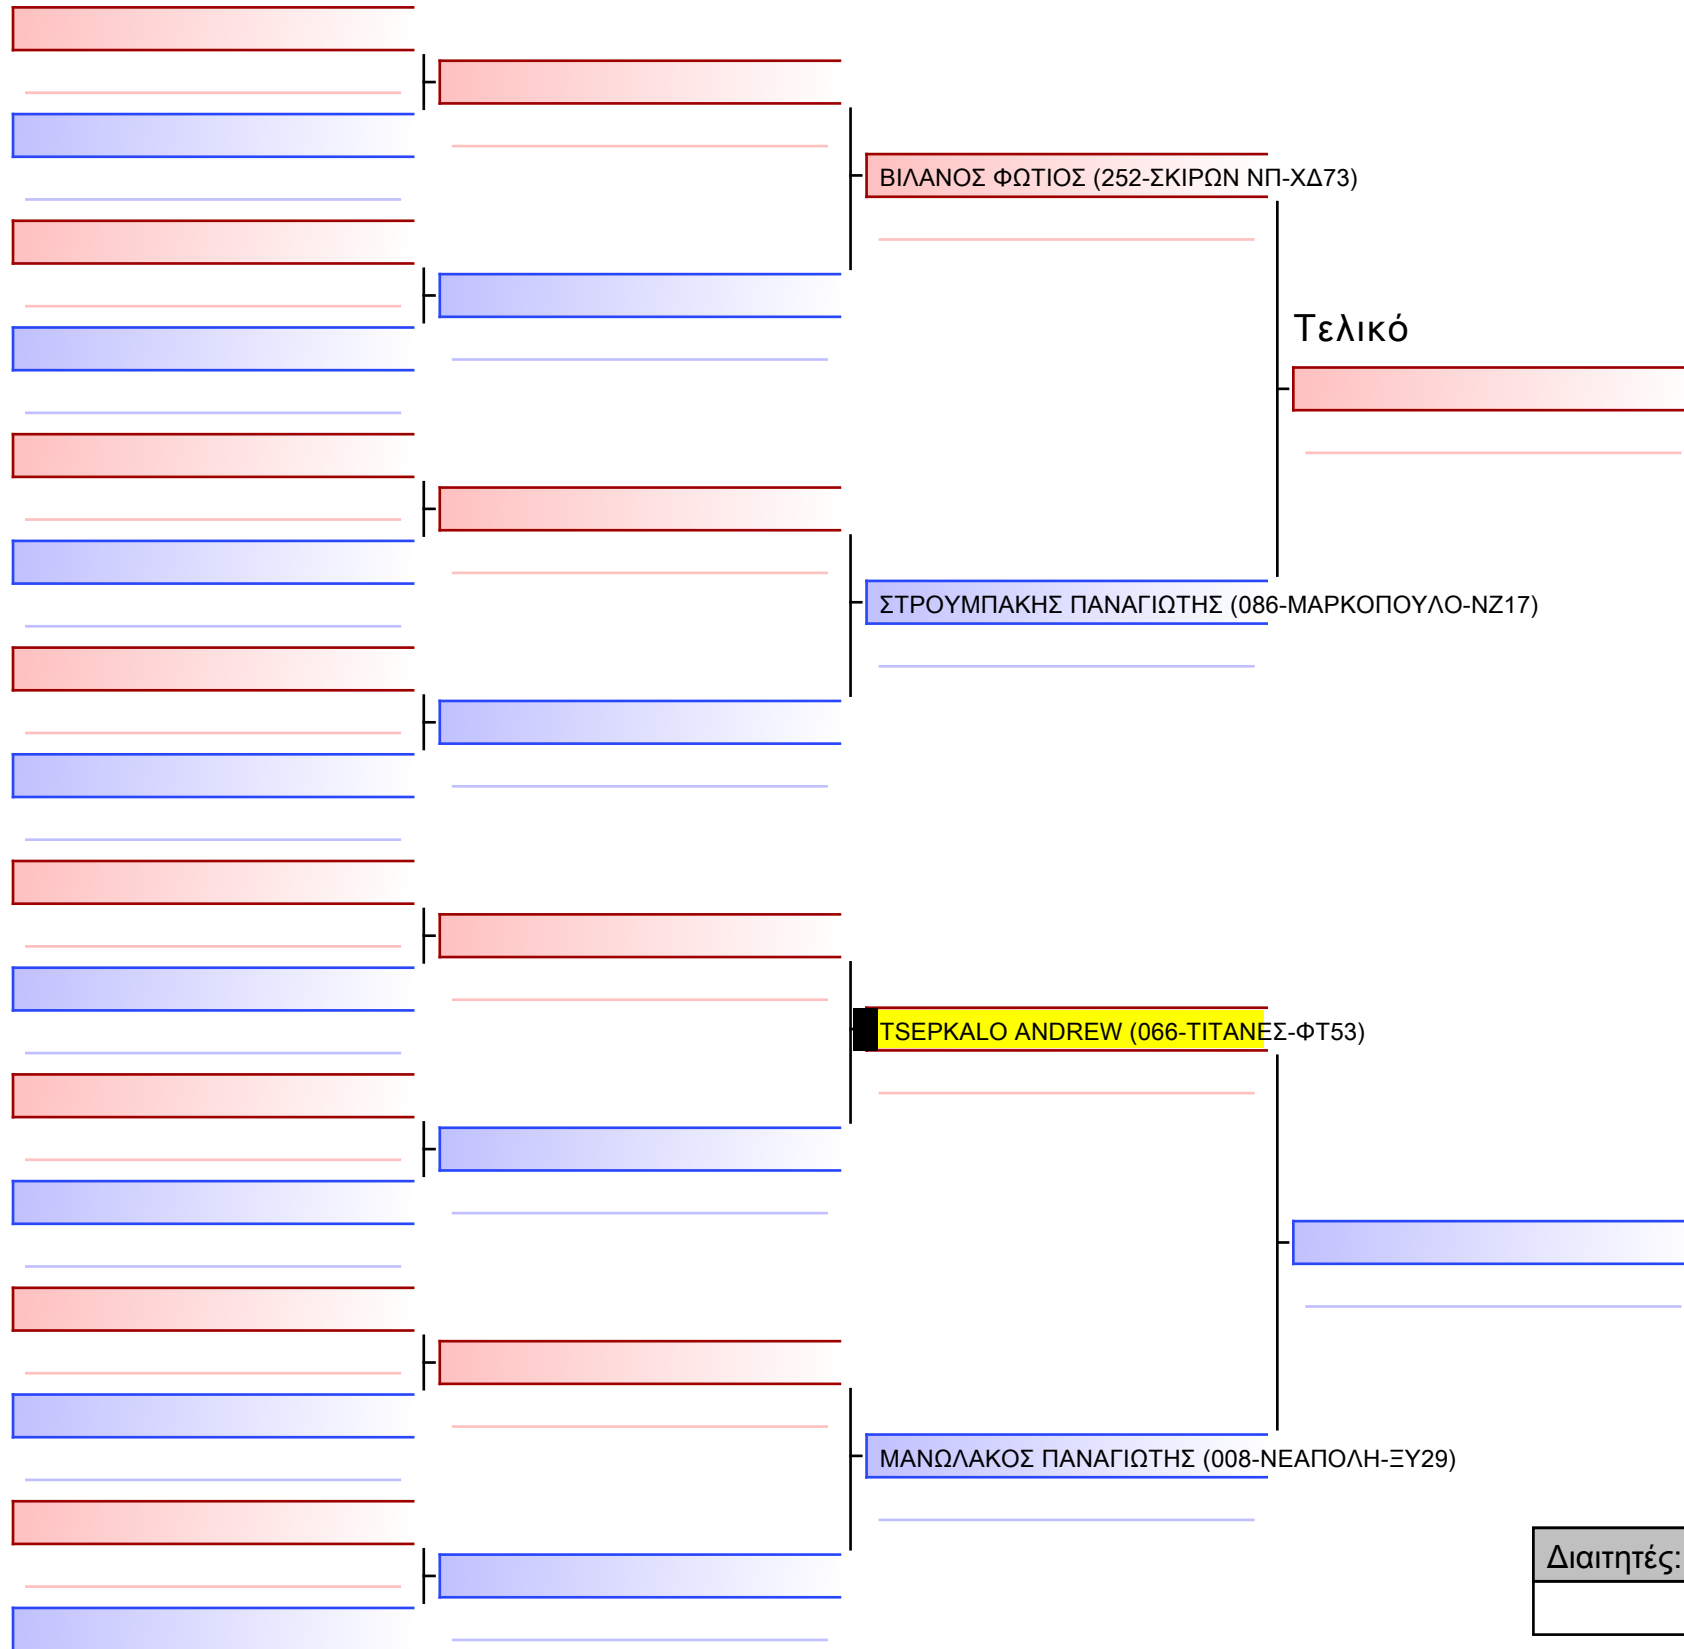 ΒΙΛΑΝΟΣ ΦΩΤΙΟΣ (252-ΣΚΙΡΩΝ ΝΠ-ΧΔ73)
Τελικό
ΣΤΡΟΥΜΠΑΚΗΣ ΠΑΝΑΓΙΩΤΗΣ (086-ΜΑΡΚΟΠΟΥΛΟ-ΝΖ17)
TSEPKALO ANDREW (066-ΤΙΤΑΝΕΣ-ΦΤ53)
ΜΑΝΩΛΑΚΟΣ ΠΑΝΑΓΙΩΤΗΣ (008-ΝΕΑΠΟΛΗ-ΞΥ29)
Διαιτητές: